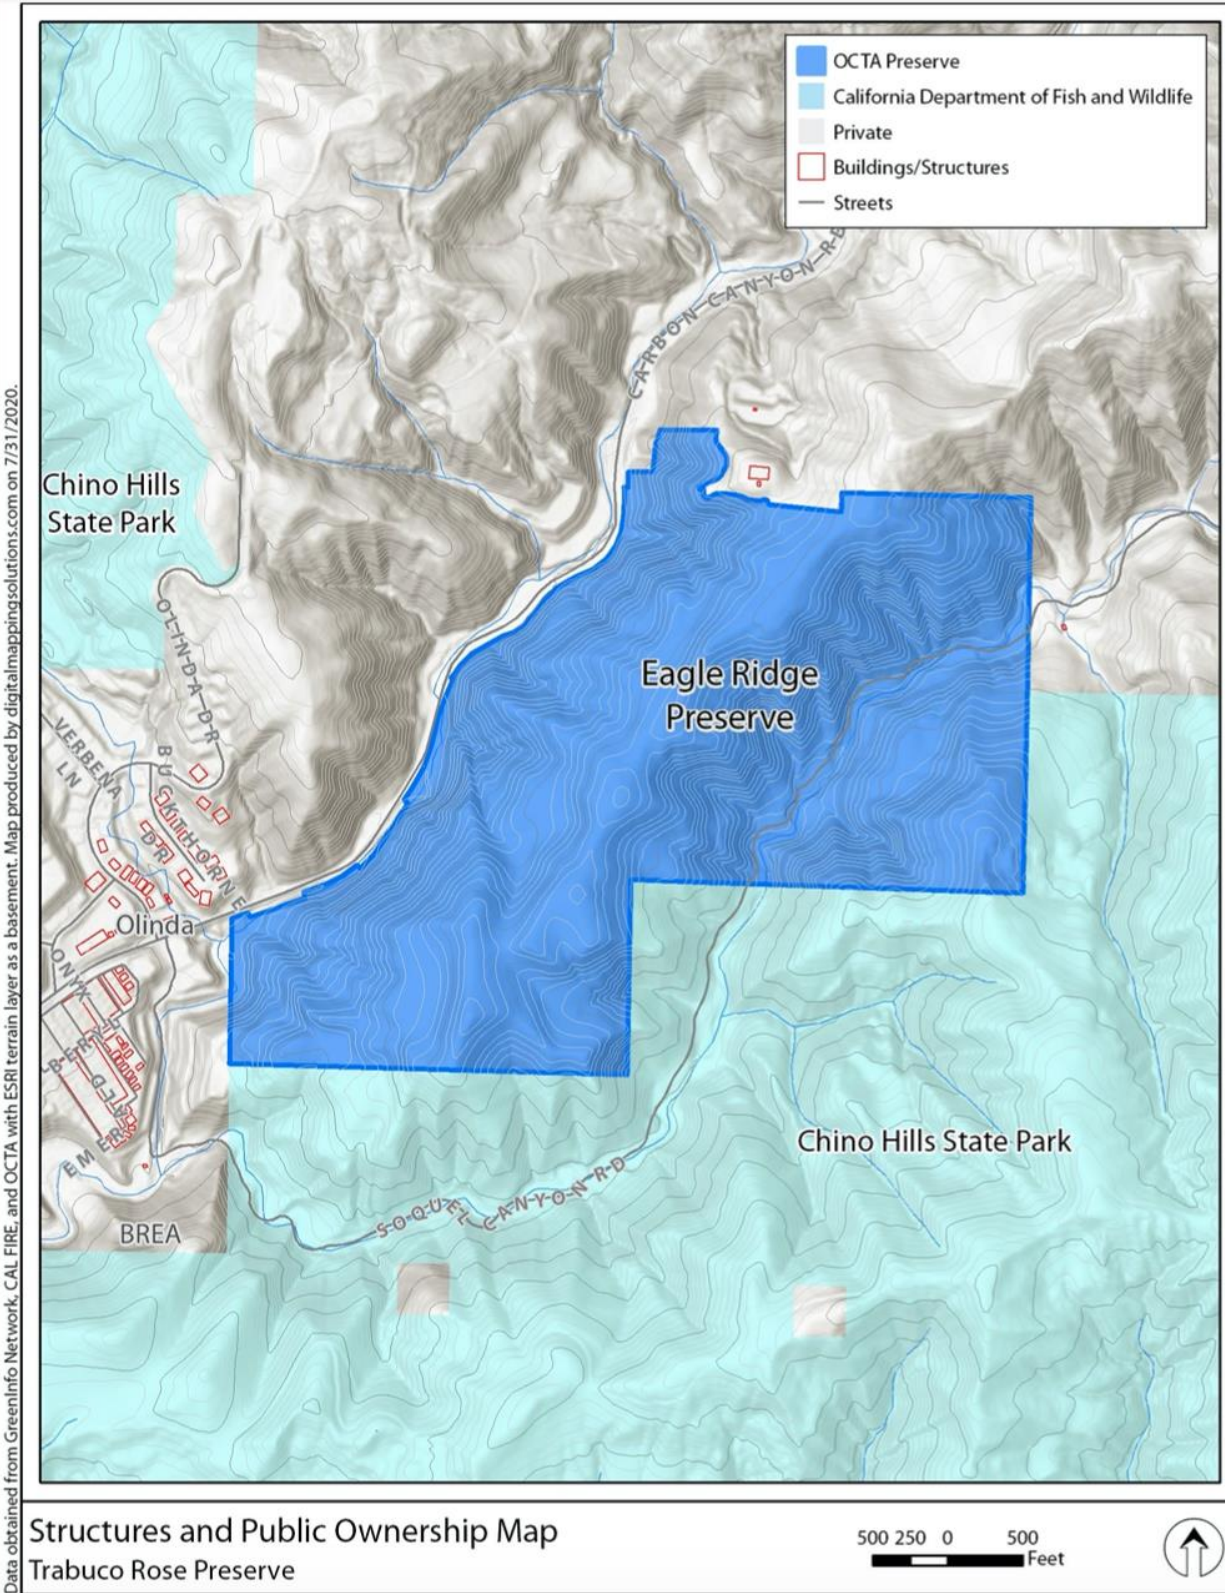 OCTA Preserve
California Department of Fish and Wildlife
Private
Buildings/Structures
Streets
CARBON CANYON RD
Chino Hills
State Park
OLINDA DR
Eagle Ridge
Preserve
VERBENA
LN
BUCKTHORNE
DR
Olinda
ONYX
BERYL
EMERALD
Chino Hills State Park
SOQUEL CANYON RD
BREA
Data obtained from GreenInfo Network, CAL FIRE, and OCTA with ESRI terrain layer as a basement. Map produced by digitalmappingsolutions.com on 7/31/2020.
Structures and Public Ownership Map
Trabuco Rose Preserve
500 250 0 500
Feet